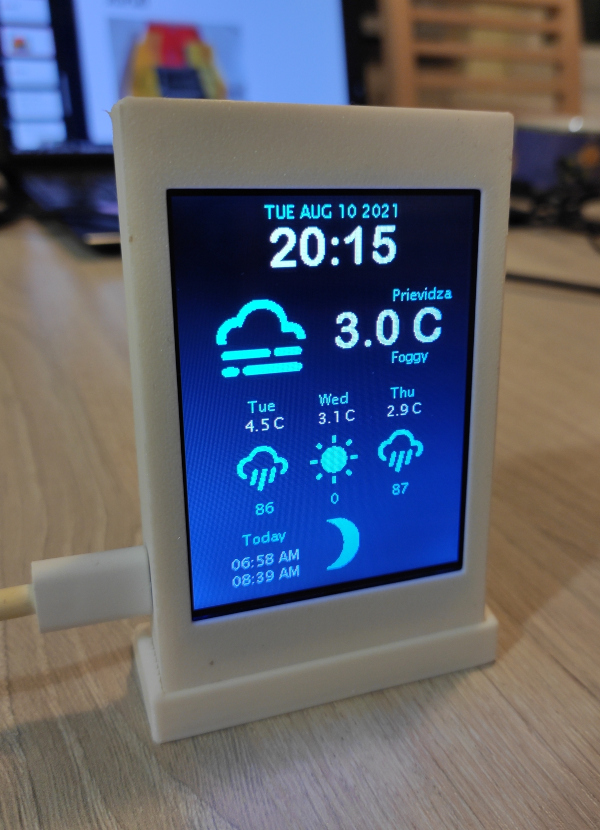 TUE AUG 10 2021
20:15
Prievidza
3.0 C
Foggy
Tue Wed Thu
4.5 C 3.1 C 2.9 C
86 0 87
Today
06:58 AM
08:39 AM